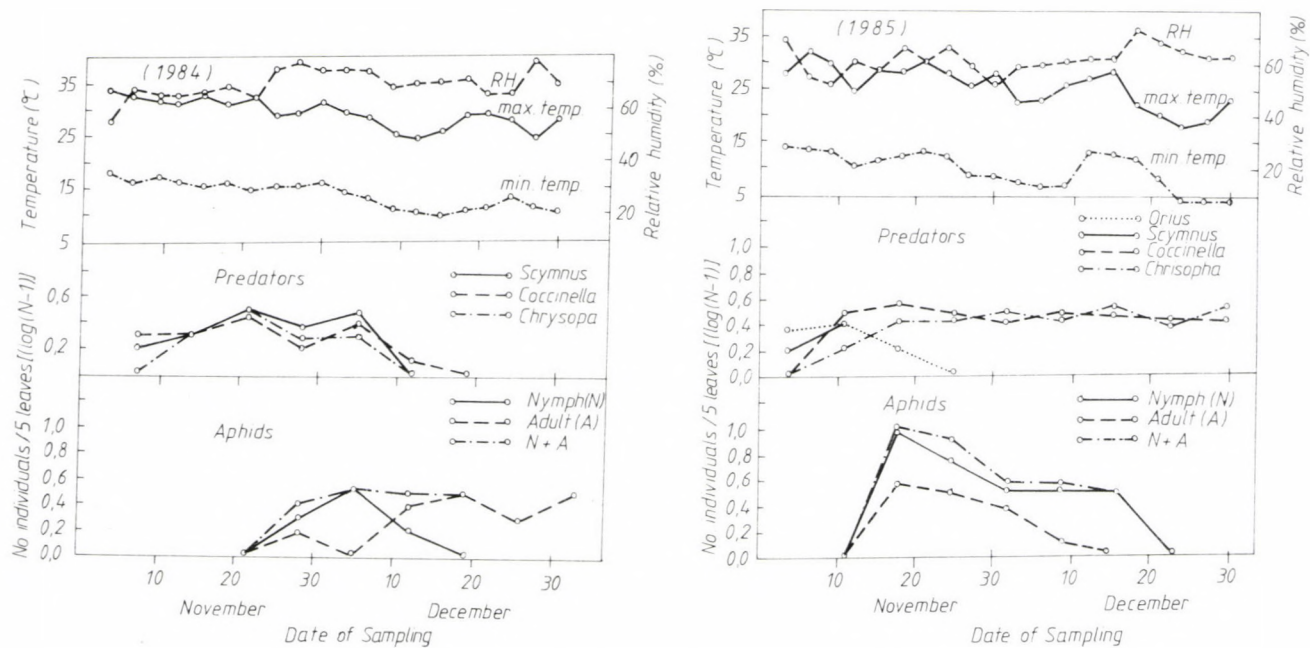 (1984)
RH
max. temp
min. temp
Temperature (°C)
35
25
15
5
Relative humidity (%)
60
40
20
Predators
Scymnus
Coccinella
Chrysopa
0,6
0,2
Aphids
Nymph(N)
Adult(A)
N + A
1,0
0,8
0,6
0,4
0,2
0,0
No individuals / 5 leaves [(log(N-1)]
10 20 30 10 20 30
November December
Date of Sampling
(1985)
RH
max. temp
min temp
Temperature (°C)
35
25
15
5
Relative humidity (%)
60
40
20
Predators
Orius
Scymnus
Coccinella
Chrisopha
1,0
0,8
0,6
0,4
0,2
0,0
Aphids
Nymph (N)
Adult (A)
N + A
1,0
0,8
0,6
0,4
0,2
0,0
No individuals / 5 leaves [(log(N-1)]
10 20 30 10 20 30
November December
Date of Sampling